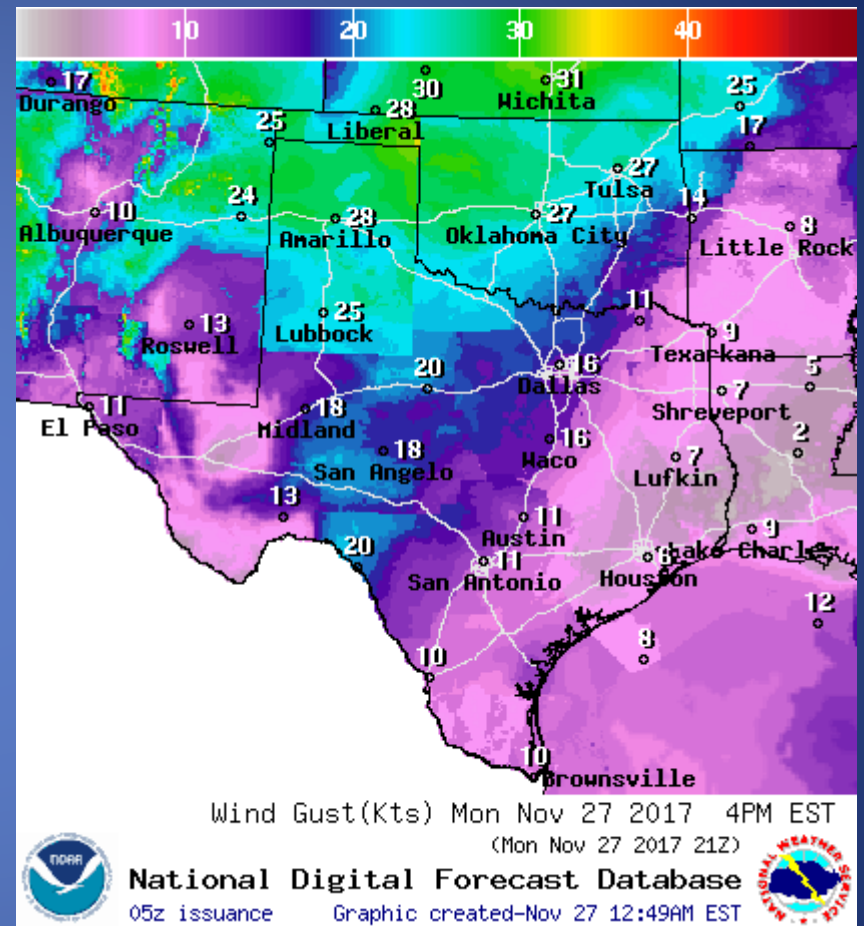 10 20 30 40
17
Durango
30
31
Wichita
25
28
Liberal
25
17
27
Tulsa
10
Albuquerque
24
28
Amarillo
27
Oklahoma City
14
8
Little Rock
13
Roswell
25
Lubbock
11
9
Texarkana
16
Dallas
20
5
7
Shreveport
11
El Paso
18
Midland
18
San Angelo
16
Waco
7
Lufkin
2
13
11
Austin
9
Lake Charles
20
11
San Antonio
6
Houston
12
8
10
10
Brownsville
Wind Gust(Kts) Mon Nov 27 2017 4PM EST
(Mon Nov 27 2017 21Z)
NOAA
National Digital Forecast Database
NATIONAL WEATHER SERVICE
05z issuance Graphic created-Nov 27 12:49AM EST